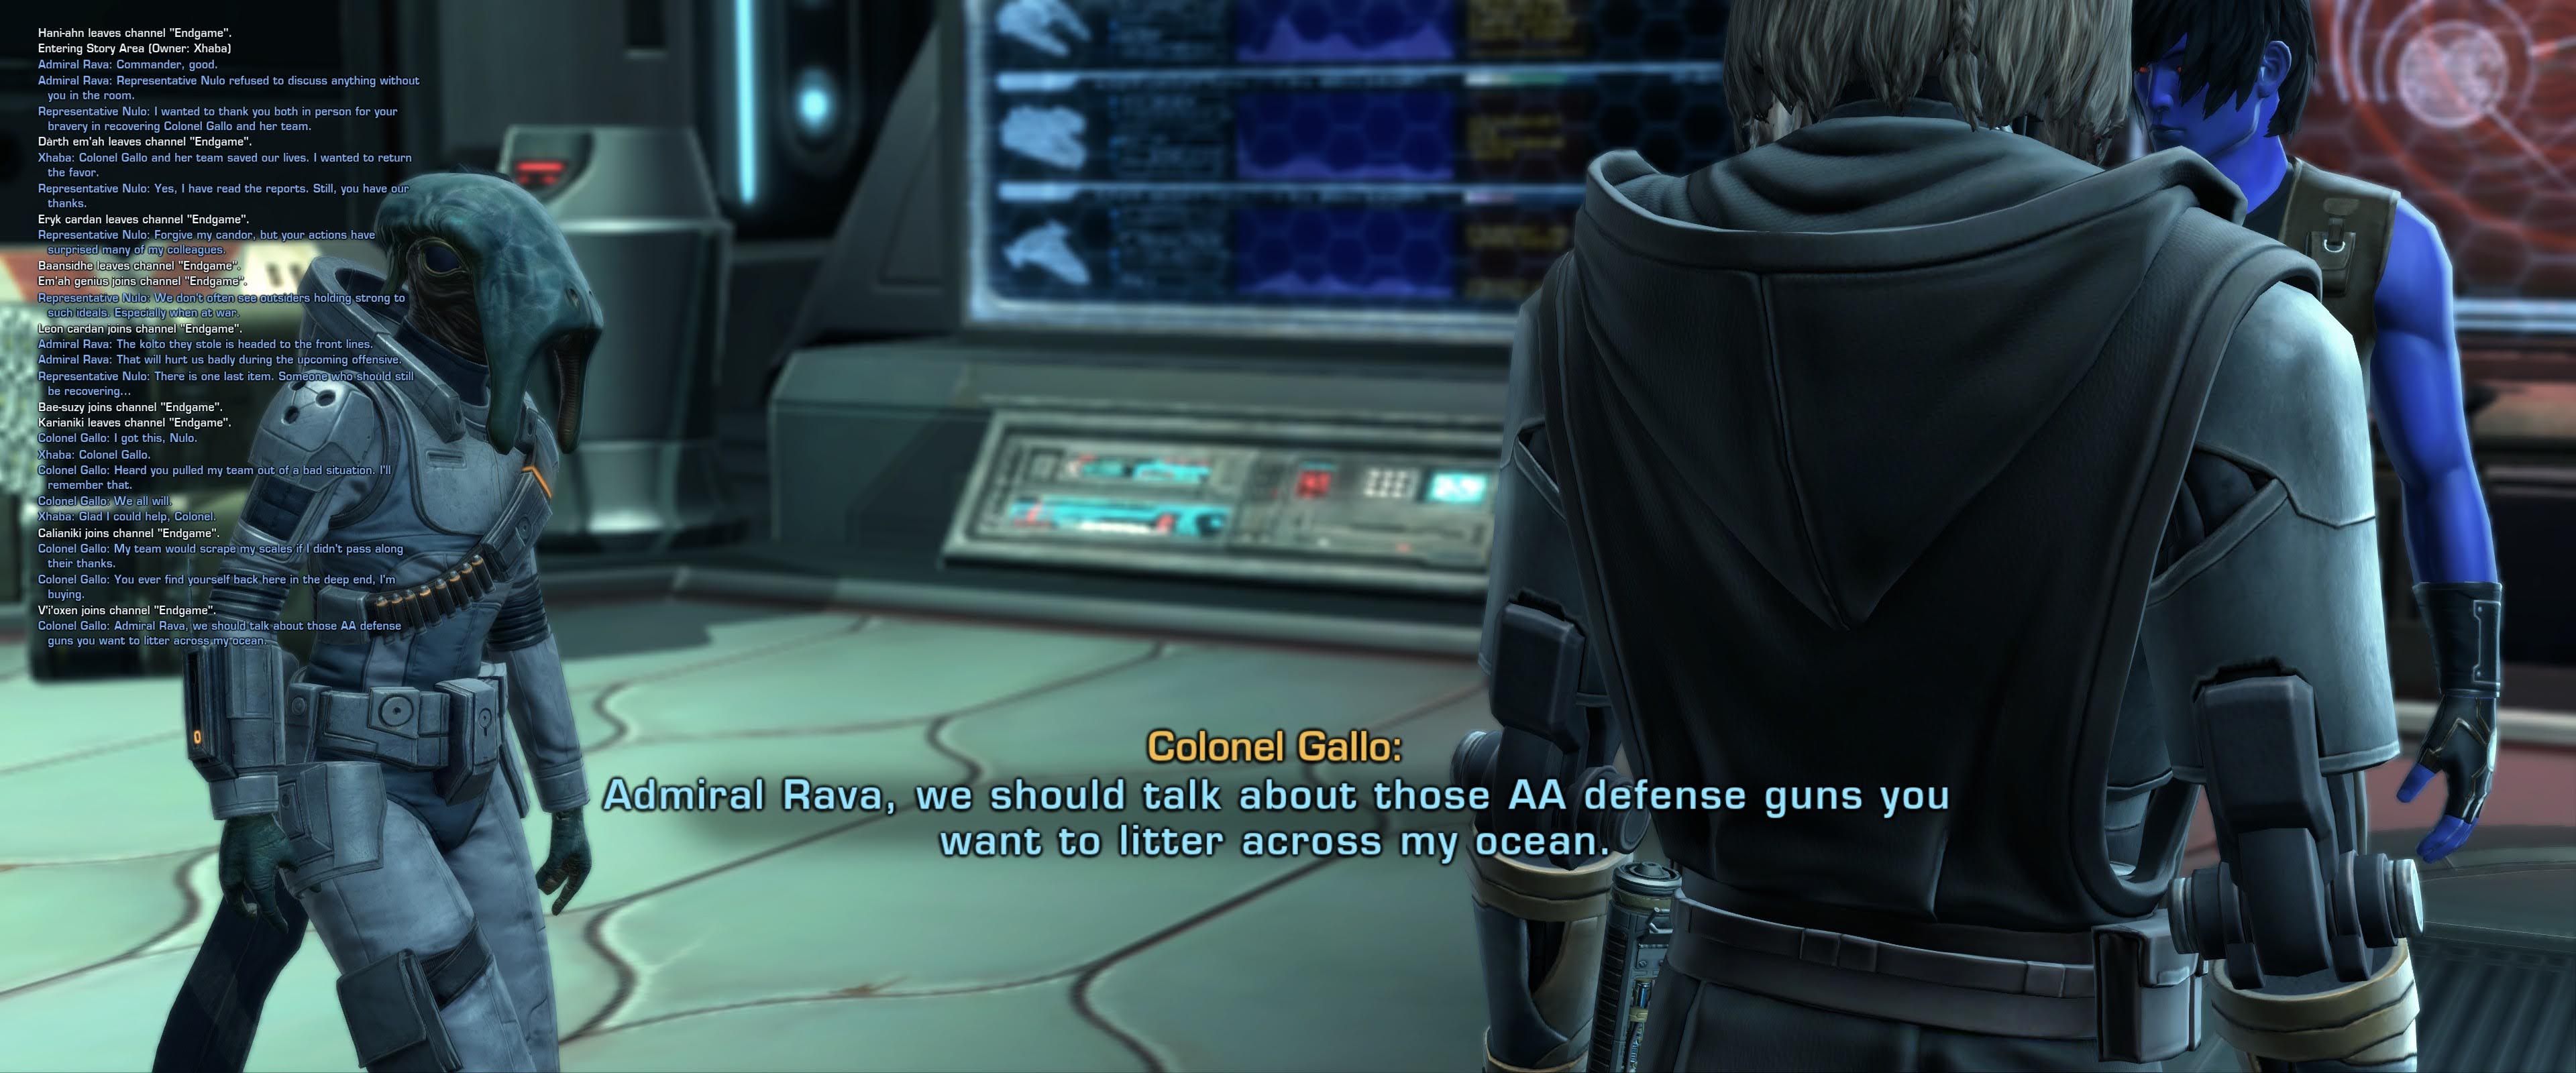 Hani-ahn leaves channel "Endgame".
Entering Story Area (Owner: Xhaba)
Admiral Rava: Commander, good.
Admiral Rava: Representative Nulo refused to discuss anything without
you in the room.
Representative Nulo: I wanted to thank you both in person for your
bravery in recovering Colonel Gallo and her team.
Dàrth em'ah leaves channel "Endgame".
Xhaba: Colonel Gallo and her team saved our lives. I wanted to return
the favor.
Representative Nulo: Yes, I have read the reports. Still, you have our
thanks.
Eryk cardan leaves channel "Endgame".
Representative Nulo: Forgive my candor, but your actions have
surprised many of my colleagues.
Baansidhe leaves channel "Endgame".
Em'ah genius joins channel "Endgame".
Representative Nulo: We don't often see outsiders holding strong to
such ideals. Especially when at war.
Leon cardan joins channel "Endgame".
Admiral Rava: The kolto they stole is headed to the front lines.
Admiral Rava: That will hurt us badly during the upcoming offensive.
Representative Nulo: There is one last item. Someone who should still
be recovering...
Bae-suzy joins channel "Endgame".
Karianiki leaves channel "Endgame".
Colonel Gallo: I got this, Nulo.
Xhaba: Colonel Gallo.
Colonel Gallo: Heard you pulled my team out of a bad situation. I'll
remember that.
Colonel Gallo: We all will.
Xhaba: Glad I could help, Colonel.
Calianiki joins channel "Endgame".
Colonel Gallo: My team would scrape my scales if I didn't pass along
their thanks.
Colonel Gallo: You ever find yourself back here in the deep end, I'm
buying.
V'i'oxen joins channel "Endgame".
Colonel Gallo: Admiral Rava, we should talk about those AA defense
guns you want to litter across my ocean.
Colonel Gallo:
Admiral Rava, we should talk about those AA defense guns you
want to litter across my ocean.